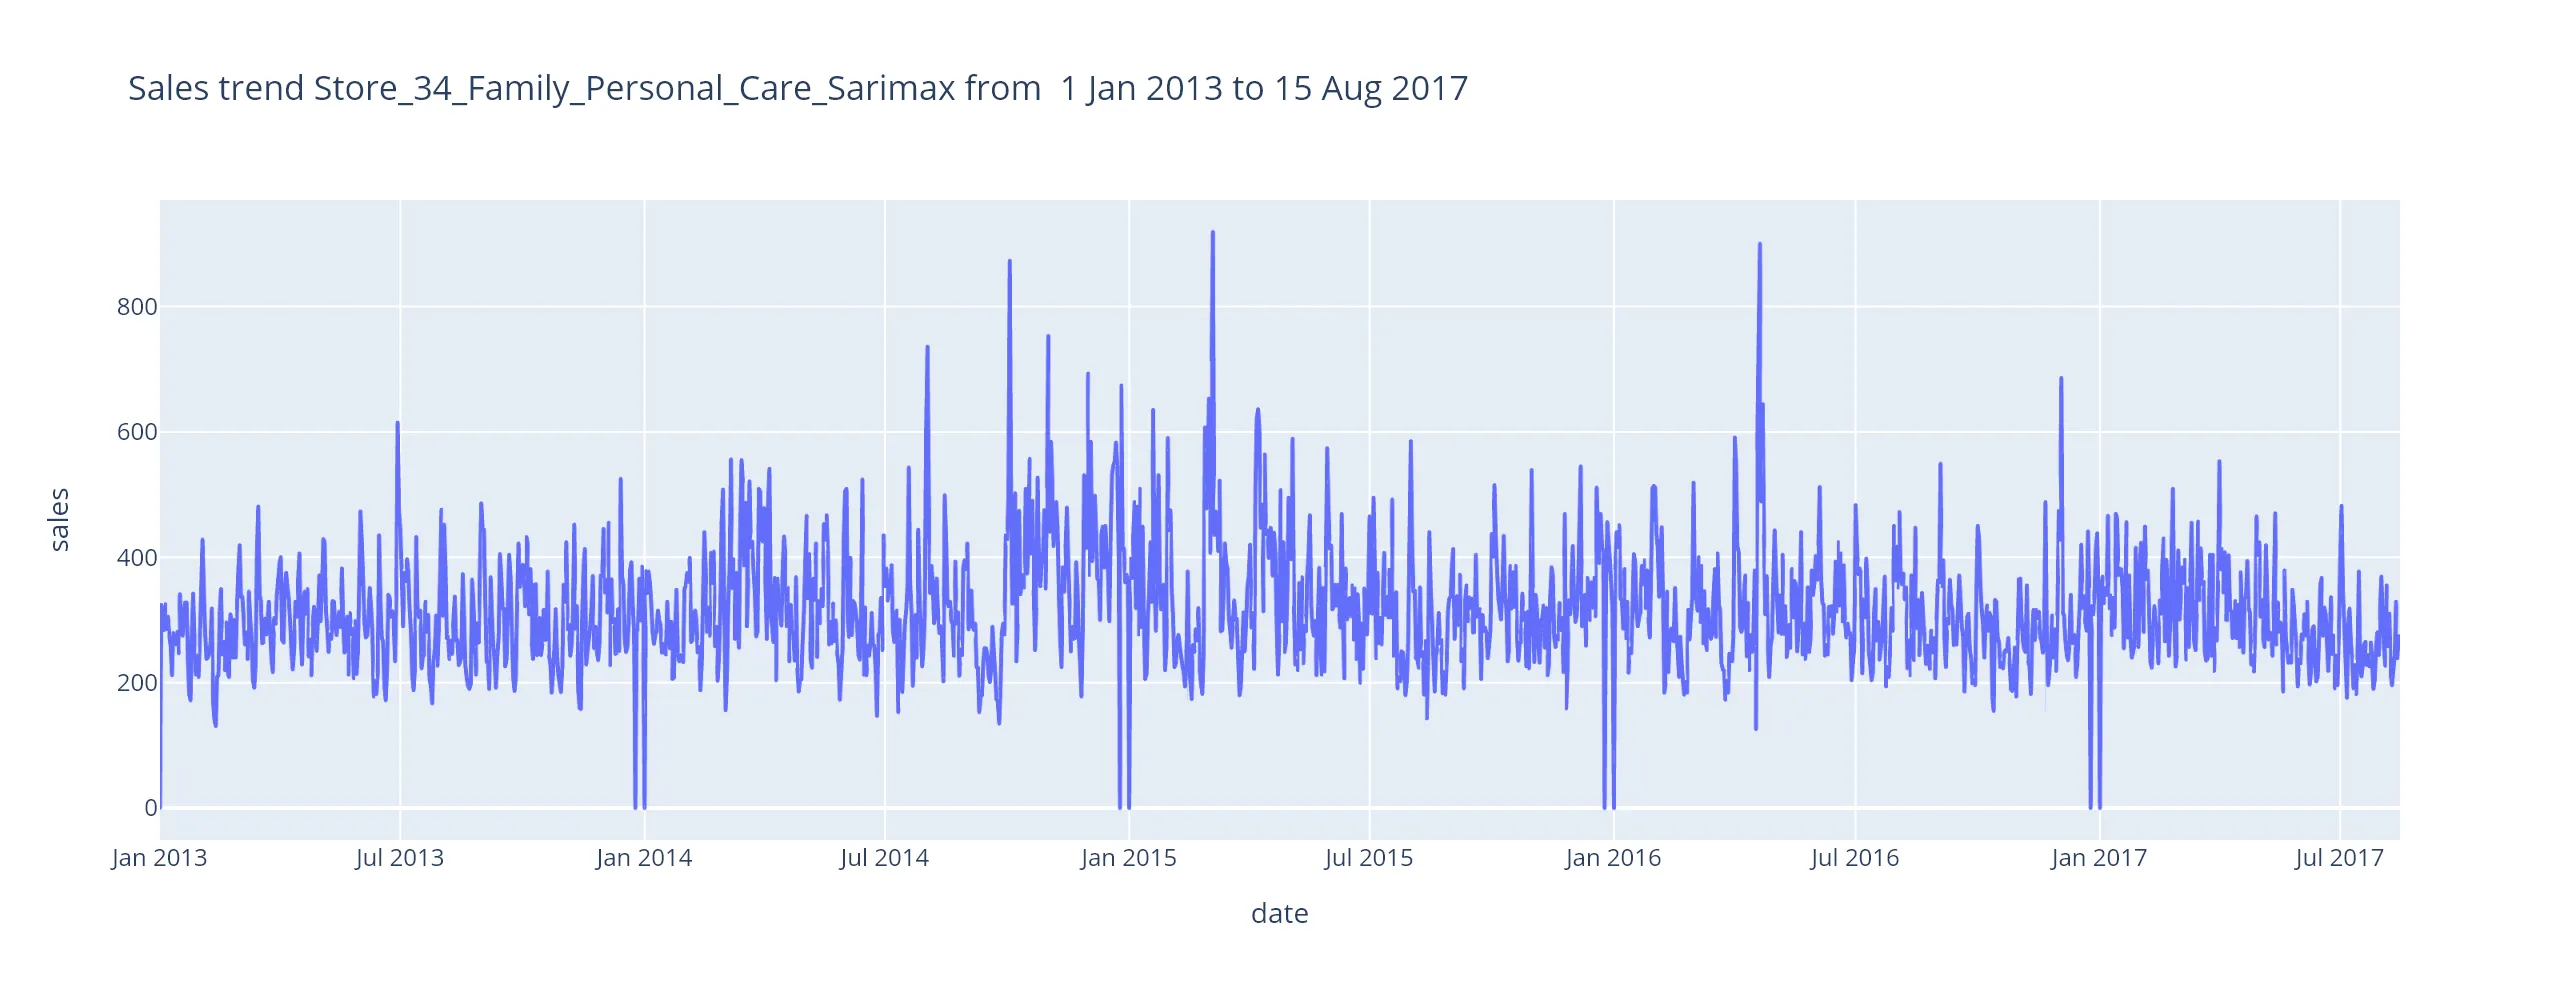 Sales trend Store_34_Family_Personal_Care_Sarimax from  1 Jan 2013 to 15 Aug 2017
sales
800
600
400
200
0
Jan 2013 Jul 2013 Jan 2014 Jul 2014 Jan 2015 Jul 2015 Jan 2016 Jul 2016 Jan 2017 Jul 2017
date